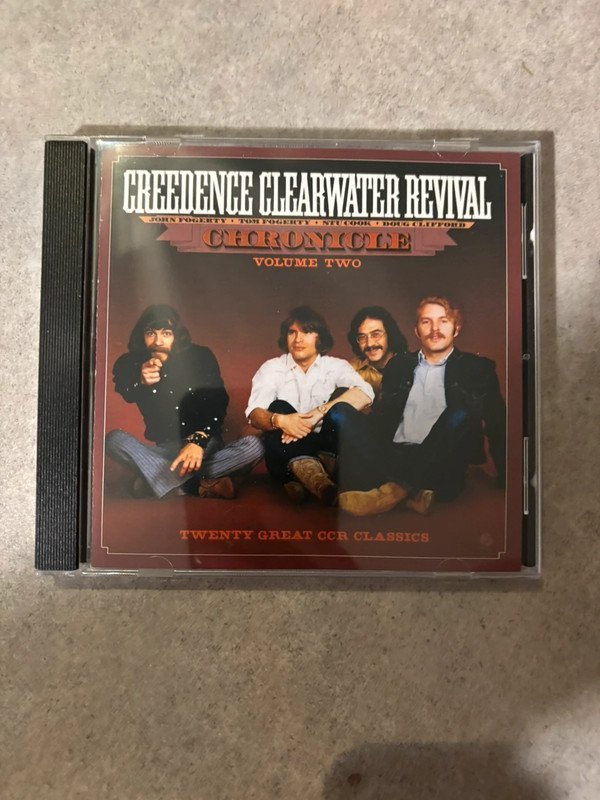 CREEDENCE CLEARWATER REVIVAL
JOHN FOGERTY • TOM FOGERTY • STU COOK • DOUG CLIFFORD
CHRONICLE
VOLUME TWO
TWENTY GREAT CCR CLASSICS